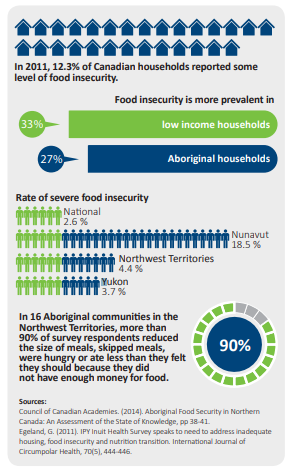 In 2011, 12.3% of Canadian households reported some
level of food insecurity.
Food insecurity is more prevalent in
33%
low income households
27%
Aboriginal households
Rate of severe food insecurity
National
2.6 %
Nunavut
18.5 %
Northwest Territories
4.4 %
Yukon
3.7 %
In 16 Aboriginal communities in the
Northwest Territories, more than
90% of survey respondents reduced
the size of meals, skipped meals,
were hungry or ate less than they felt
they should because they did
not have enough money for food.
90%
Sources:
Council of Canadian Academies. (2014). Aboriginal Food Security in Northern
Canada: An Assessment of the State of Knowledge, pp 38-41.
Egeland, G. (2011). IPY Inuit Health Survey speaks to need to address inadequate
housing, food insecurity and nutrition transition. International Journal of
Circumpolar Health, 70(5), 444-446.